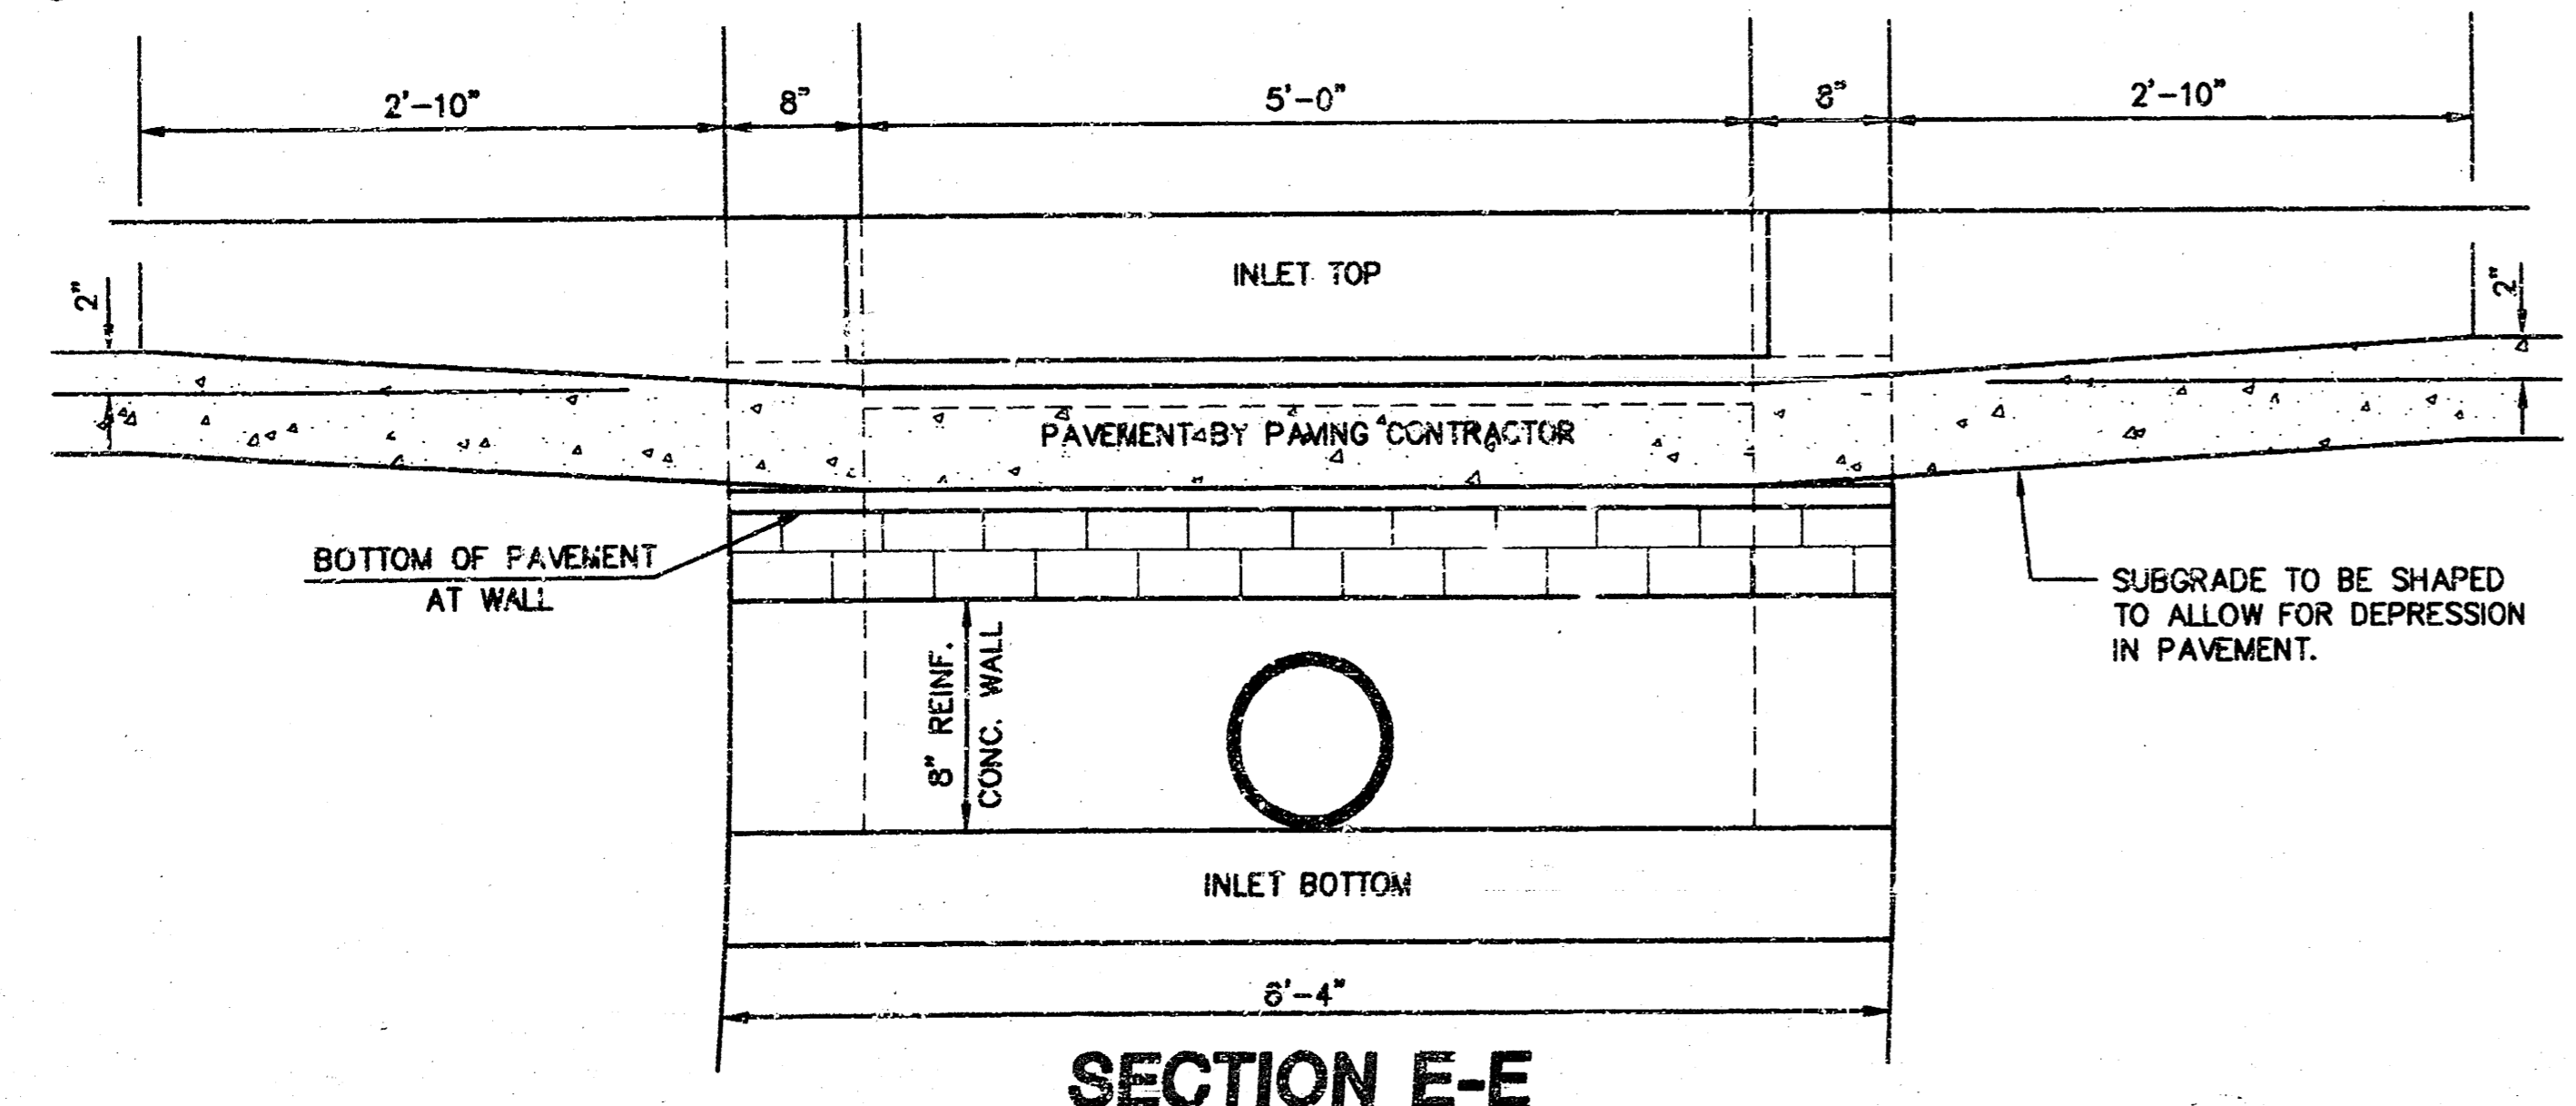 2'-10" 8" 5'-0" 8" 2'-10"
INLET TOP
2" 2"
PAVEMENT BY PAVING CONTRACTOR
BOTTOM OF PAVEMENT
AT WALL
8" REINF.
CONC. WALL
SUBGRADE TO BE SHAPED
TO ALLOW FOR DEPRESSION
IN PAVEMENT.
INLET BOTTOM
6'-4"
SECTION E-E